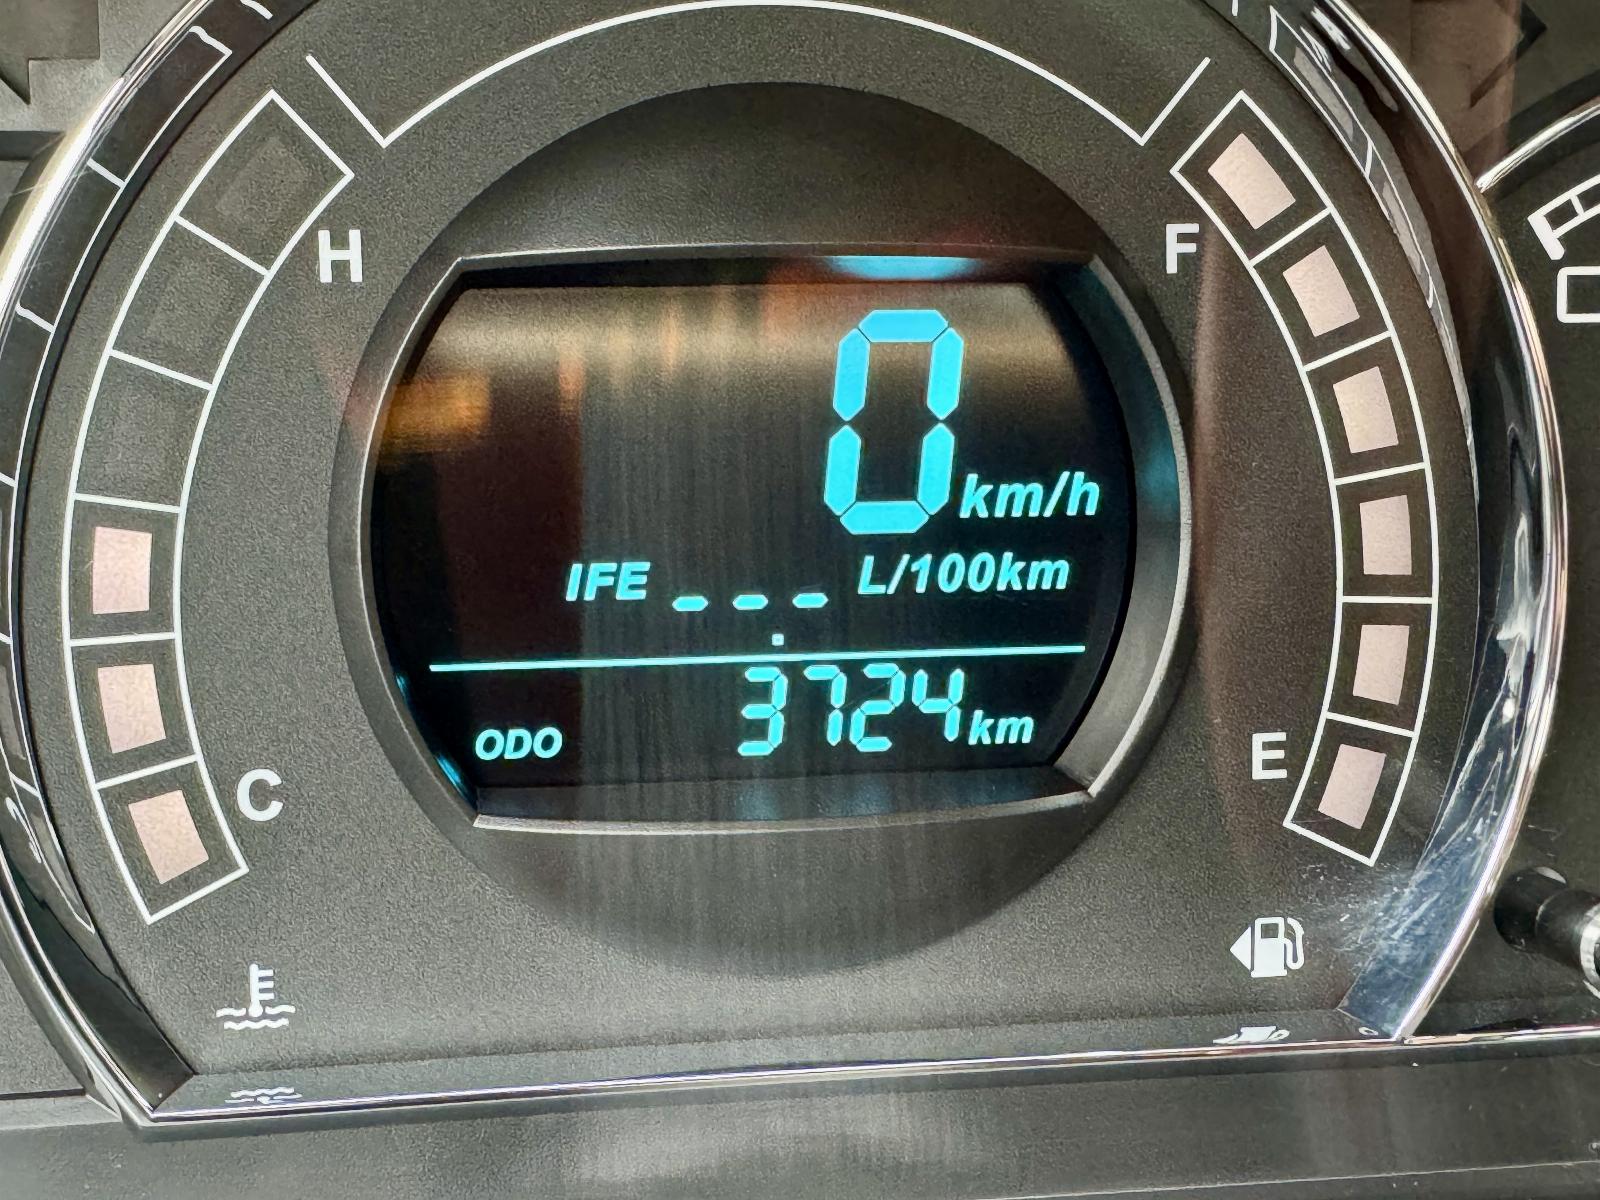 H
F
0 km/h
IFE _ _ _ L/100km
ODO 3724 km
C
E